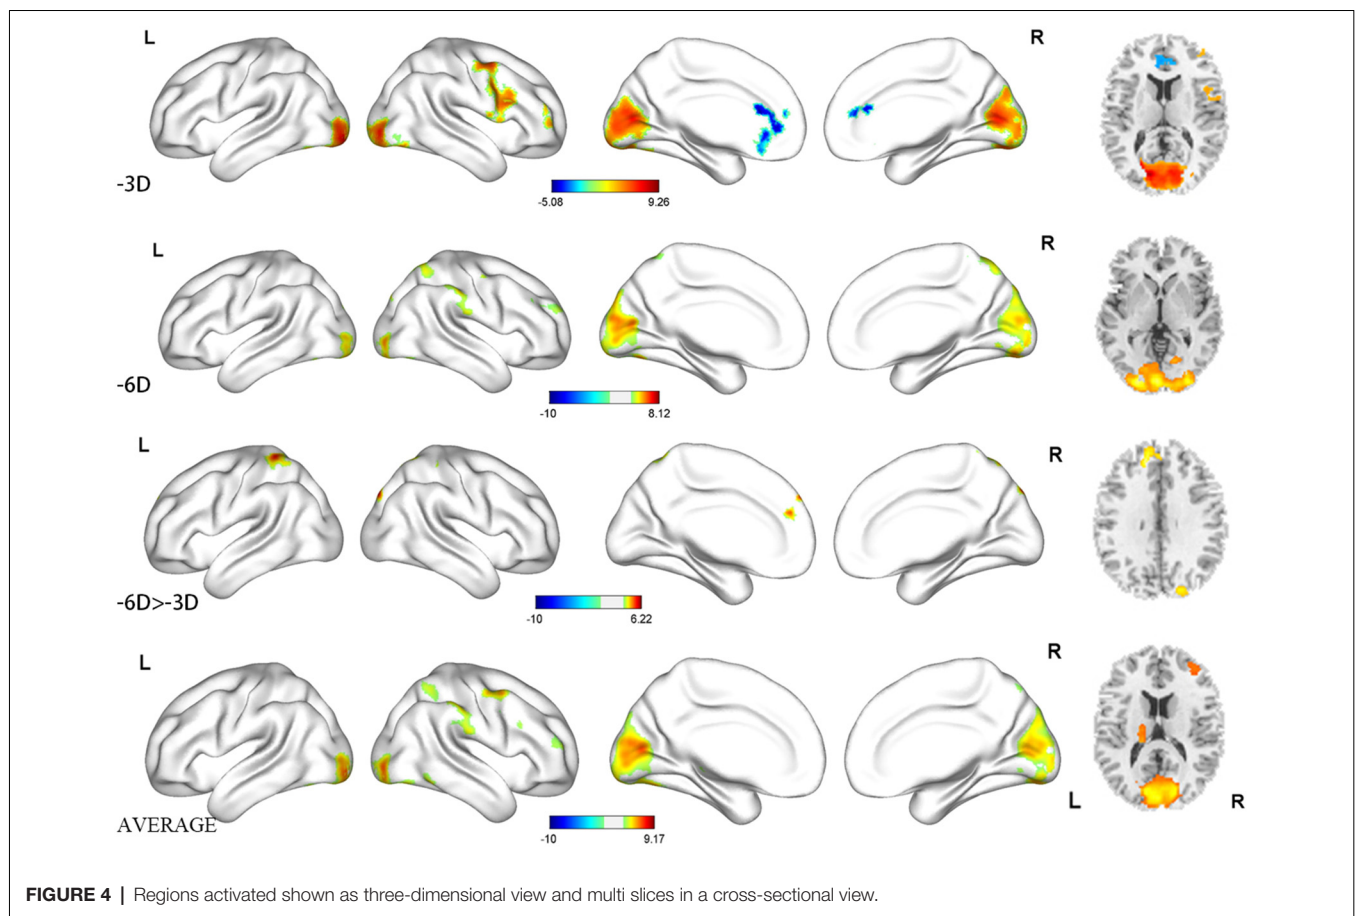 L
R
-3D
-5.08 9.26
L
R
-6D
-10 8.12
L
R
-6D>-3D
-10 6.22
L
R
L R
AVERAGE
-10 9.17
FIGURE 4 | Regions activated shown as three-dimensional view and multi slices in a cross-sectional view.